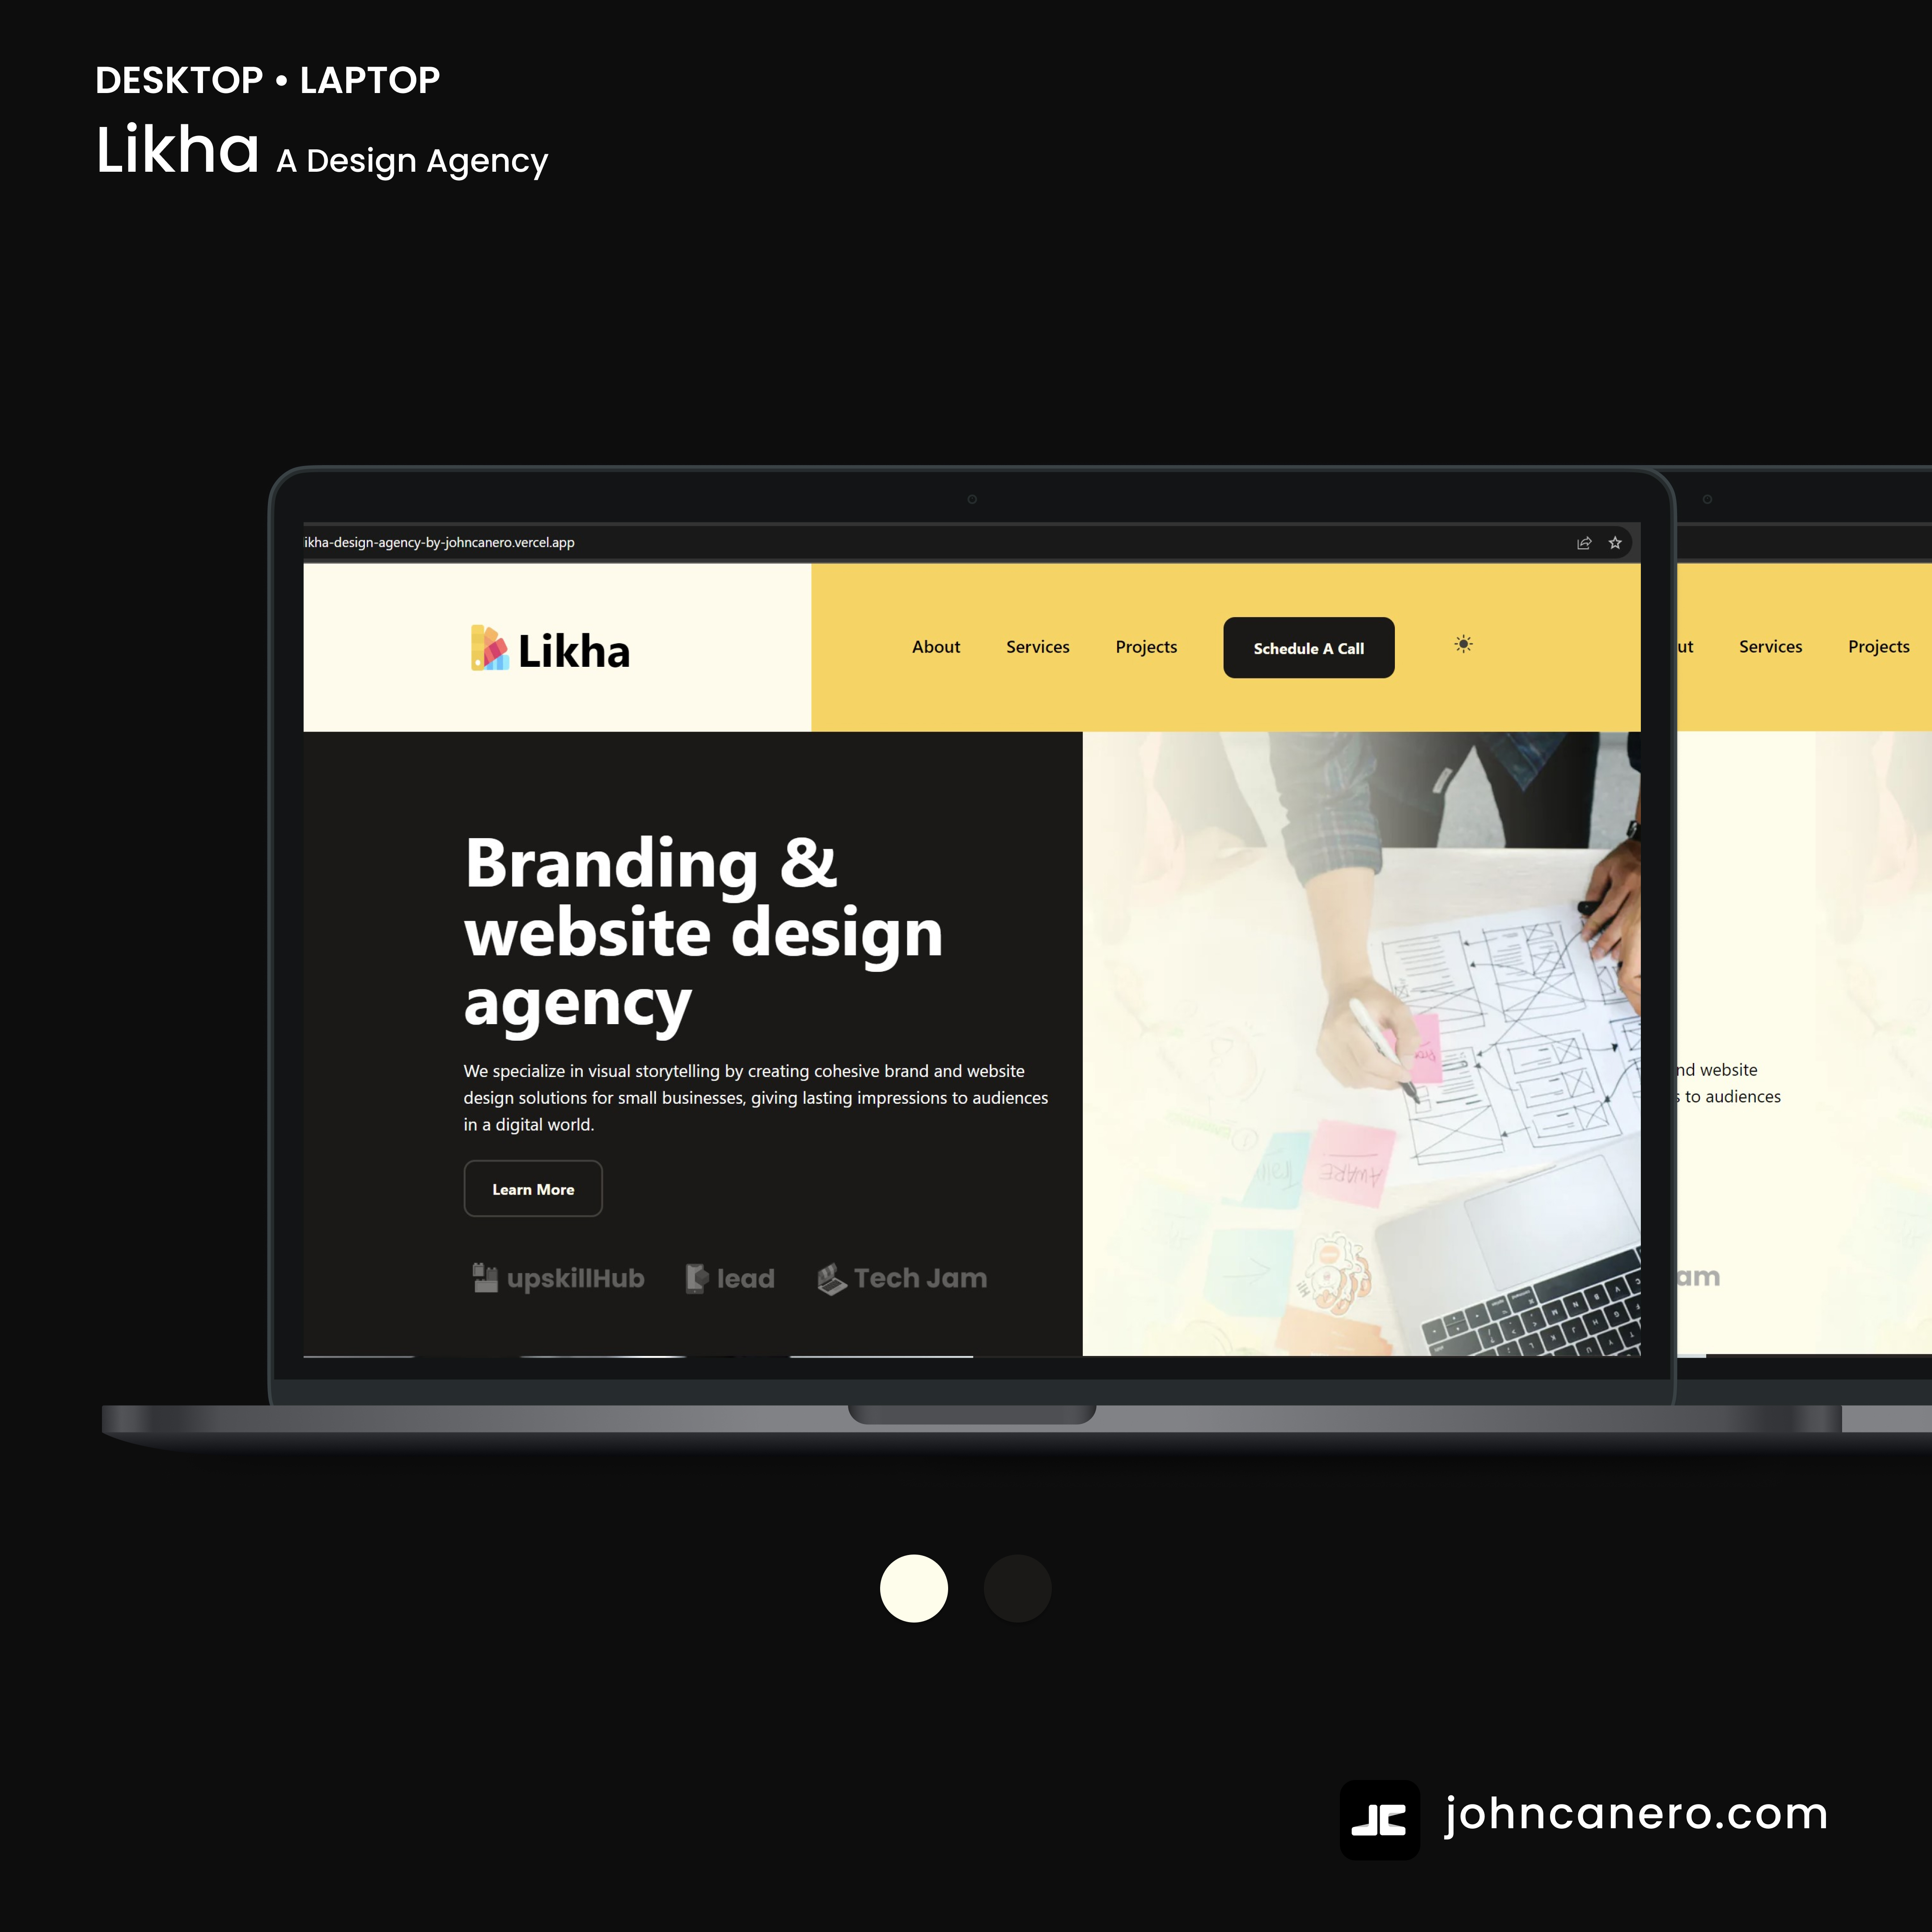 DESKTOP • LAPTOP
Likha A Design Agency
ikha-design-agency-by-johncanero.vercel.app
Likha
About Services Projects Schedule A Call
ut Services Projects
Branding &
website design
agency
We specialize in visual storytelling by creating cohesive brand and website
design solutions for small businesses, giving lasting impressions to audiences
in a digital world.
nd website
s to audiences
Learn More
upskillHub lead Tech Jam
am
AWARE
JC johncanero.com